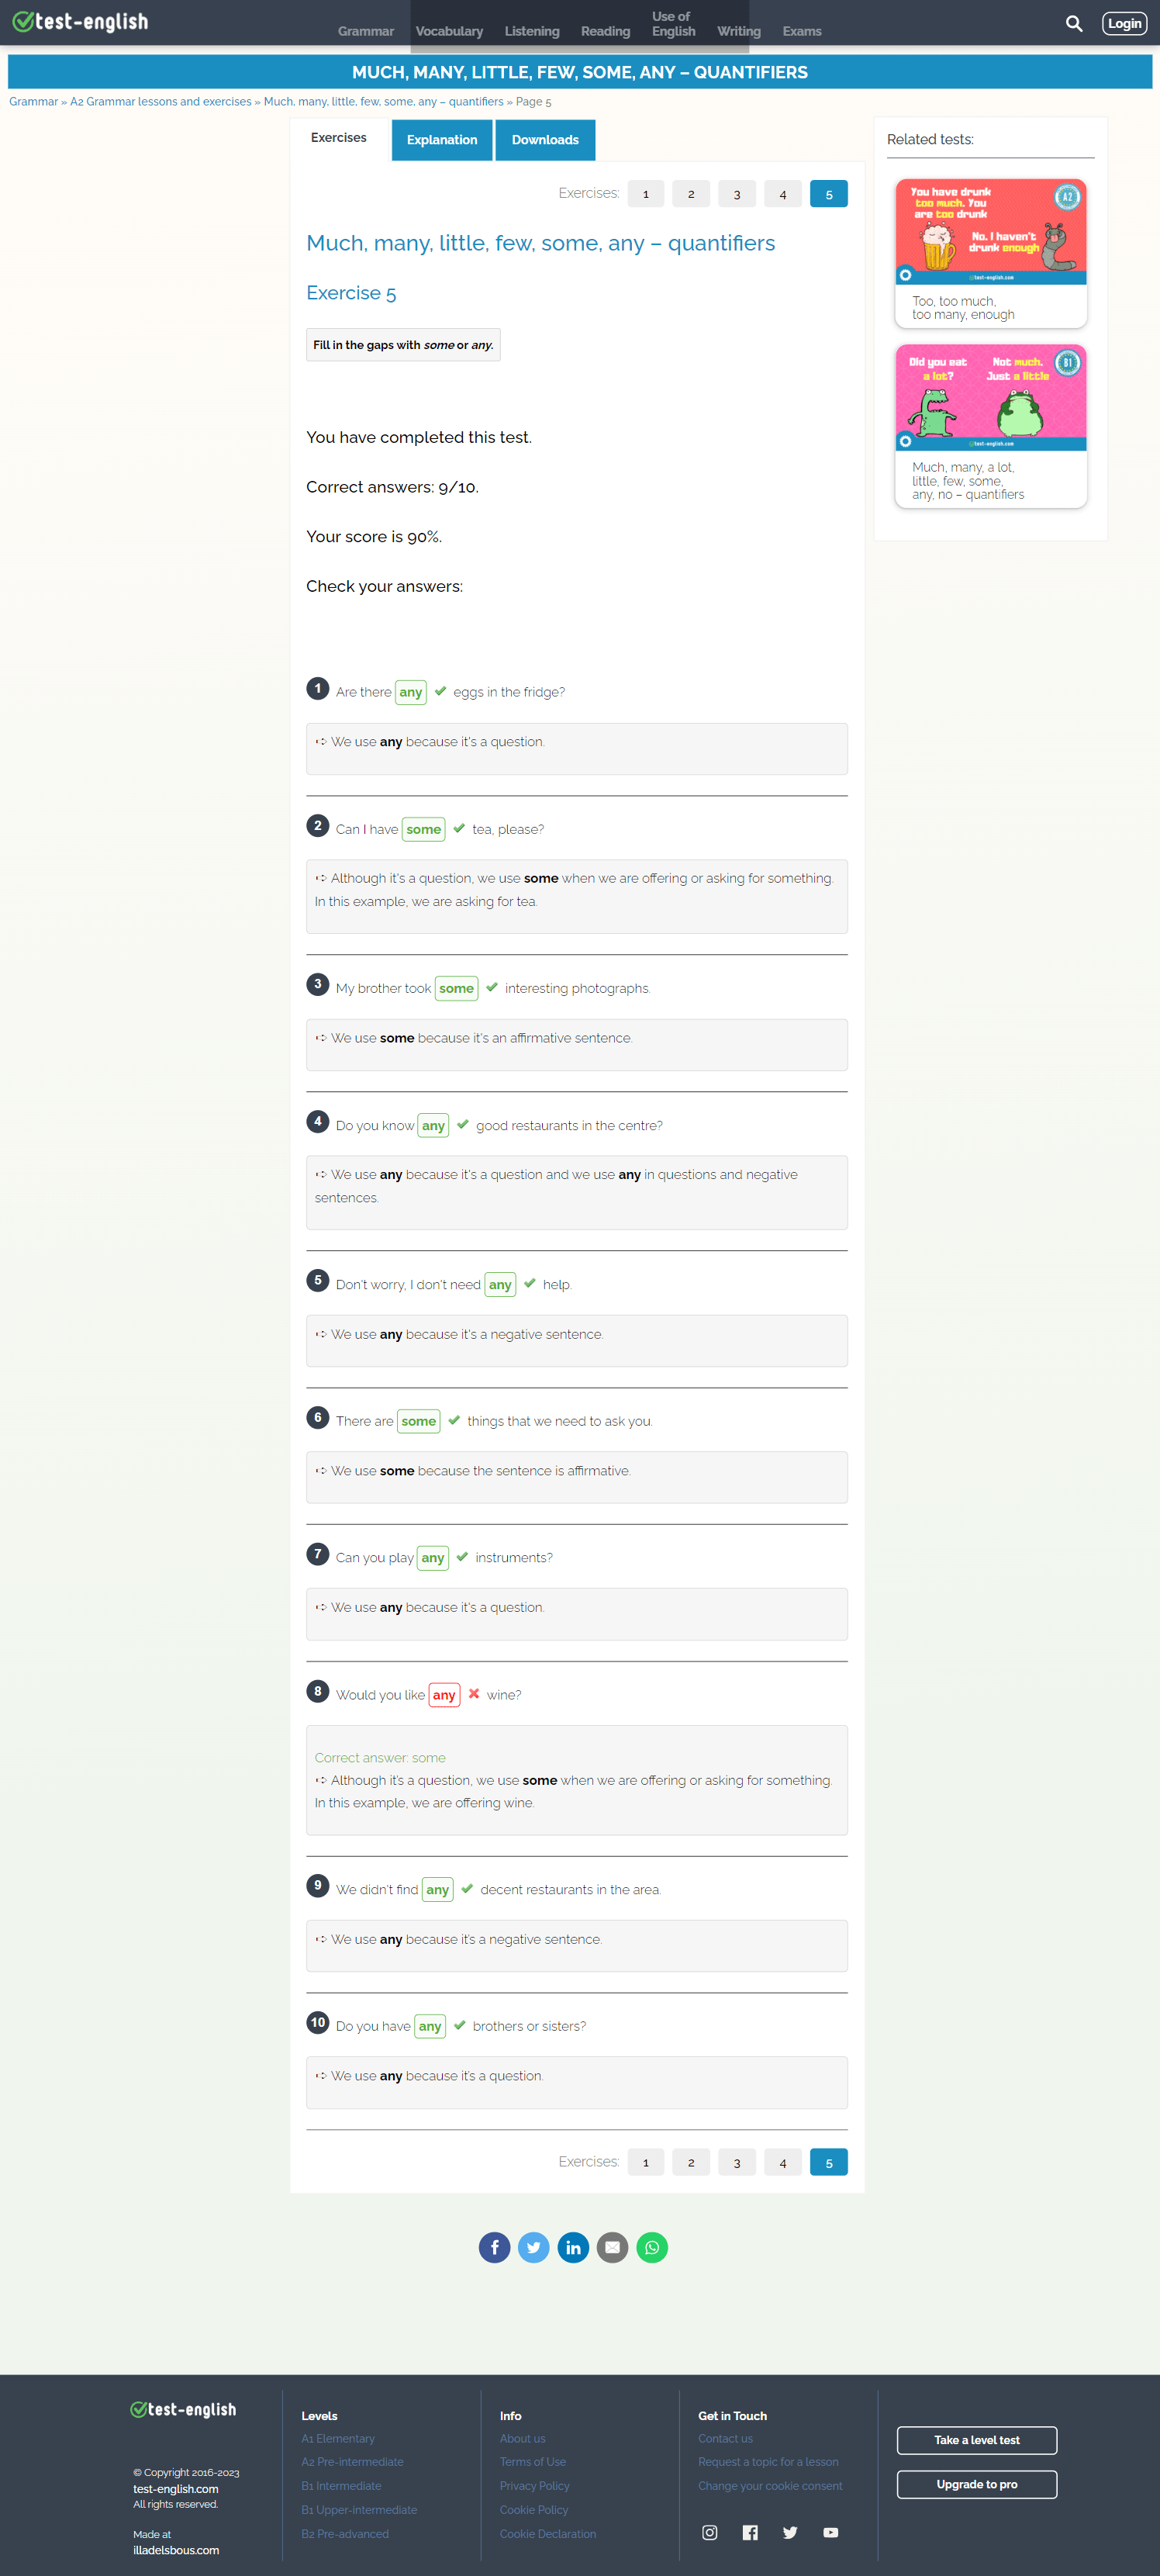 test-english
Grammar Vocabulary Listening Reading Use of English Writing Exams
Login
MUCH, MANY, LITTLE, FEW, SOME, ANY – QUANTIFIERS
Grammar » A2 Grammar lessons and exercises » Much, many, little, few, some, any – quantifiers » Page 5
Exercises Explanation Downloads
Exercises: 1 2 3 4 5
Much, many, little, few, some, any – quantifiers
Exercise 5
Fill in the gaps with some or any.
You have completed this test.
Correct answers: 9/10.
Your score is 90%.
Check your answers:
1 Are there any eggs in the fridge?
➪ We use any because it's a question.
2 Can I have some tea, please?
➪ Although it's a question, we use some when we are offering or asking for something.
In this example, we are asking for tea.
3 My brother took some interesting photographs.
➪ We use some because it's an affirmative sentence.
4 Do you know any good restaurants in the centre?
➪ We use any because it's a question and we use any in questions and negative
sentences.
5 Don't worry, I don't need any help.
➪ We use any because it's a negative sentence.
6 There are some things that we need to ask you.
➪ We use some because the sentence is affirmative.
7 Can you play any instruments?
➪ We use any because it's a question.
8 Would you like any wine?
Correct answer: some
➪ Although it's a question, we use some when we are offering or asking for something.
In this example, we are offering wine.
9 We didn't find any decent restaurants in the area.
➪ We use any because it's a negative sentence.
10 Do you have any brothers or sisters?
➪ We use any because it's a question.
Exercises: 1 2 3 4 5
Related tests:
You have drunk
too much. You
are too drunk
A2
No. I haven't
drunk enough
test-english.com
Too, too much,
too many, enough
Did you eat
a lot?
Not much.
Just a little
B1
test-english.com
Much, many, a lot,
little, few, some,
any, no – quantifiers
test-english
© Copyright 2016-2023
test-english.com
All rights reserved.
Made at
illadelsbous.com
Levels
A1 Elementary
A2 Pre-intermediate
B1 Intermediate
B1 Upper-intermediate
B2 Pre-advanced
Info
About us
Terms of Use
Privacy Policy
Cookie Policy
Cookie Declaration
Get in Touch
Contact us
Request a topic for a lesson
Change your cookie consent
Take a level test
Upgrade to pro